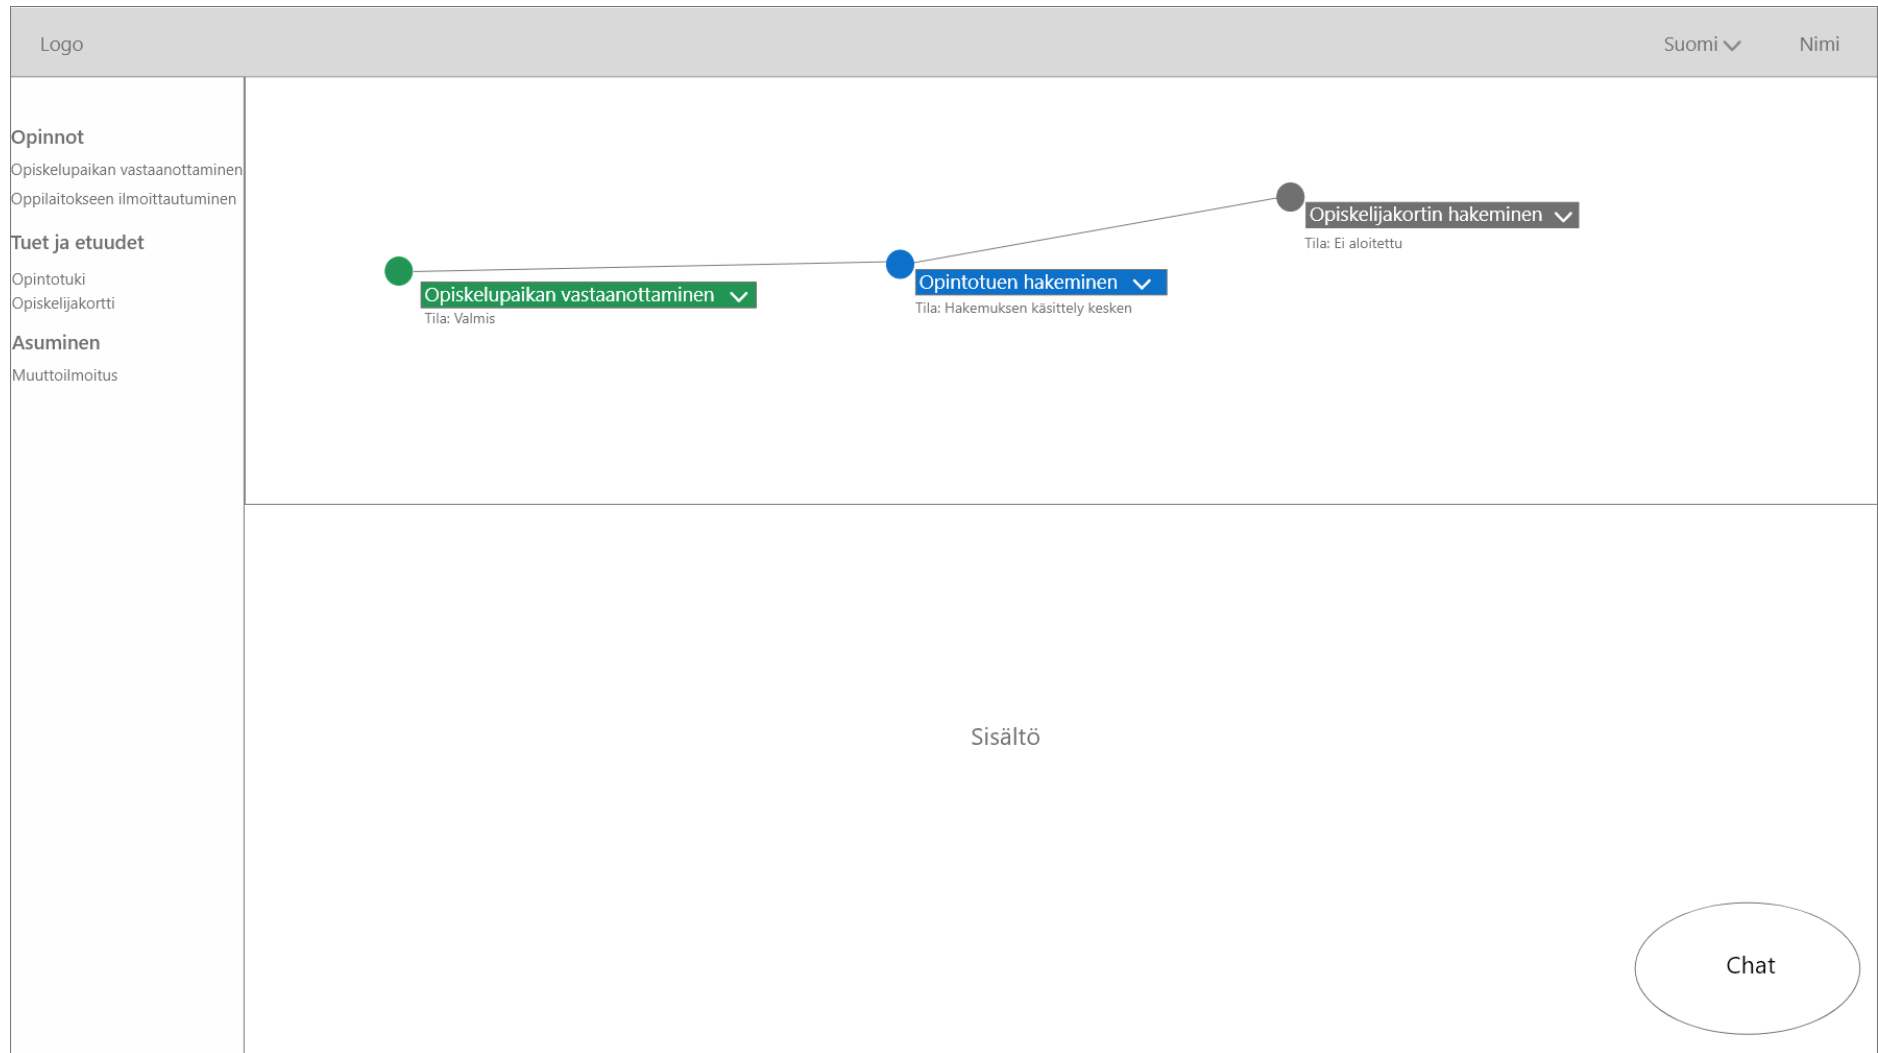 Logo
Suomi
Nimi
Opinnot
Opiskelupaikan vastaanottaminen
Oppilaitokseen ilmoittautuminen
Tuet ja etuudet
Opintotuki
Opiskelijakortti
Asuminen
Muuttoilmoitus
Opiskelupaikan vastaanottaminen
Tila: Valmis
Opintotuen hakeminen
Tila: Hakemuksen käsittely kesken
Opiskelijakortin hakeminen
Tila: Ei aloitettu
Sisältö
Chat